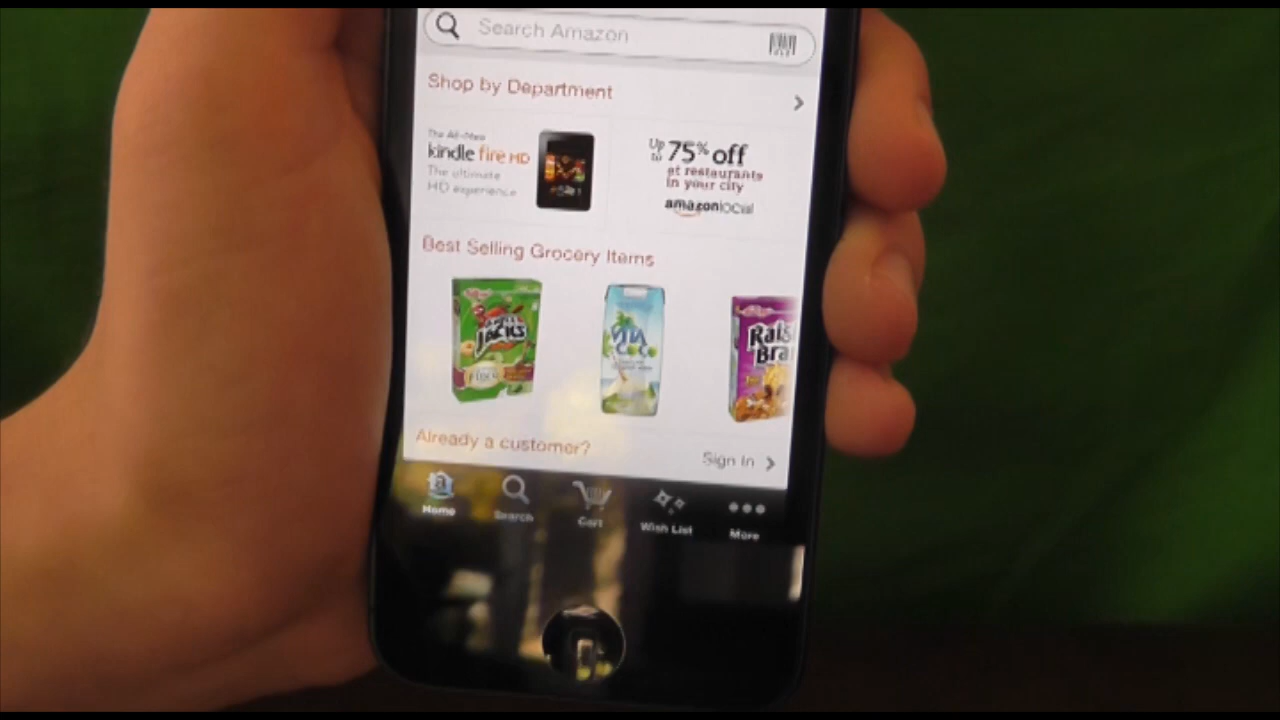 Search Amazon
Shop by Department
The All-New
kindle fire HD
The ultimate
HD experience
Up to 75% off
at restaurants
in your city
amazonlocal
Best Selling Grocery Items
APPLE
JACKS
VITA
COCO
Rais
Bra
Already a customer?
Sign In
Home
Search
Cart
Wish List
More